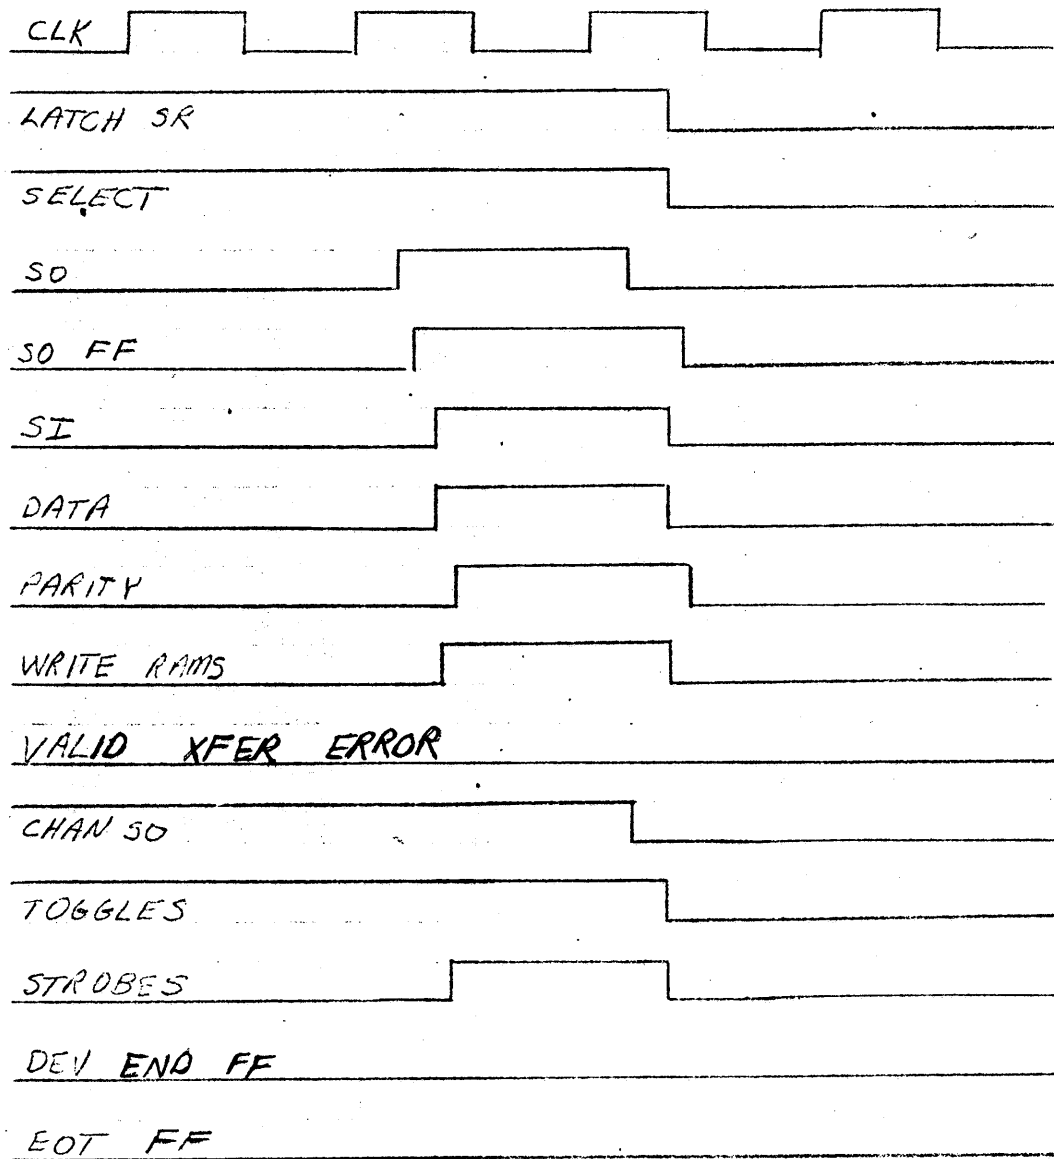 CLK
LATCH SR
SELECT
SO
SO FF
SI
DATA
PARITY
WRITE RAMS
VALID XFER ERROR
CHAN SO
TOGGLES
STROBES
DEV END FF
EOT FF